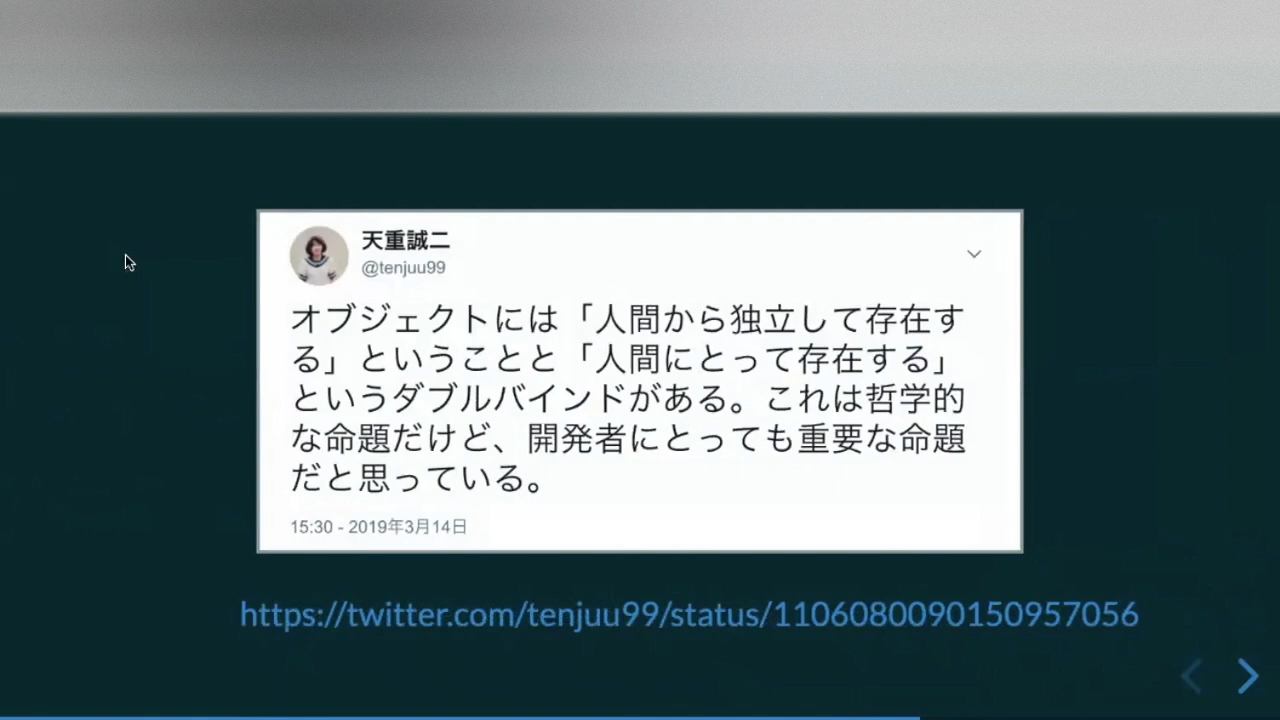 天重誠二
@tenjuu99
オブジェクトには「人間から独立して存在す
る」ということと「人間にとって存在する」
というダブルバインドがある。これは哲学的
な命題だけど、開発者にとっても重要な命題
だと思っている。
15:30 - 2019年3月14日
https://twitter.com/tenjuu99/status/1106080090150957056